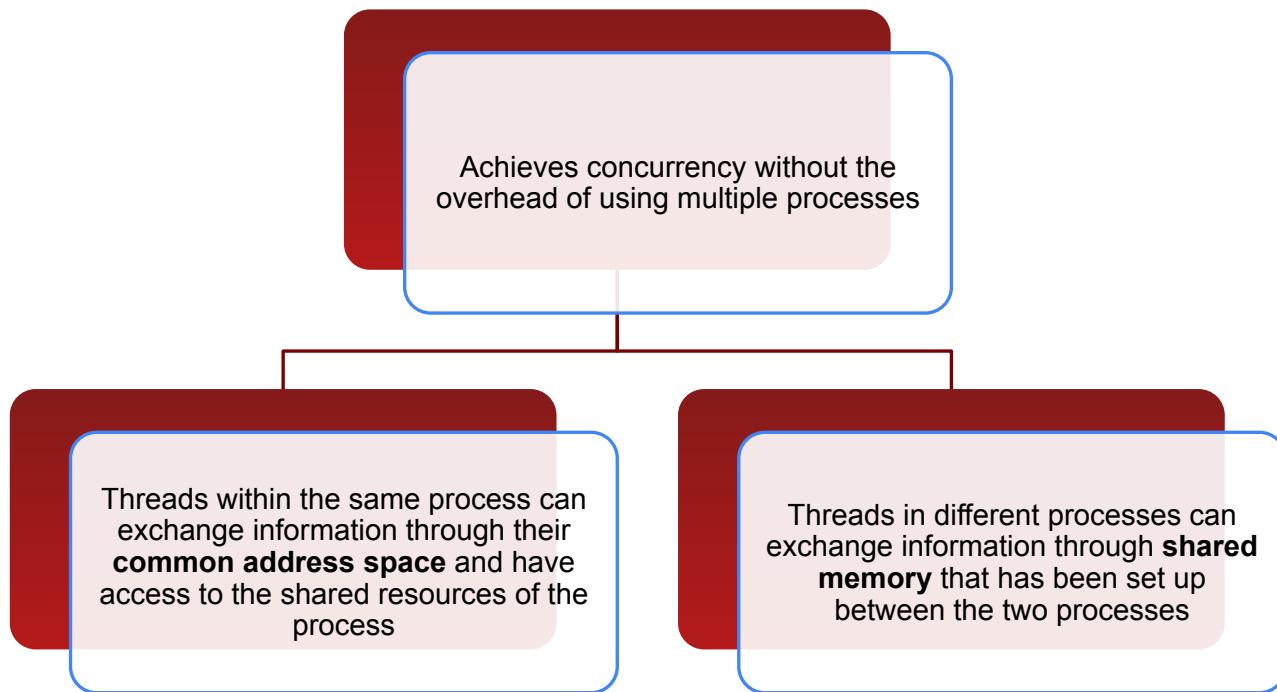 Achieves concurrency without the
overhead of using multiple processes
Threads within the same process can
exchange information through their
common address space and have
access to the shared resources of the
process
Threads in different processes can
exchange information through shared
memory that has been set up
between the two processes